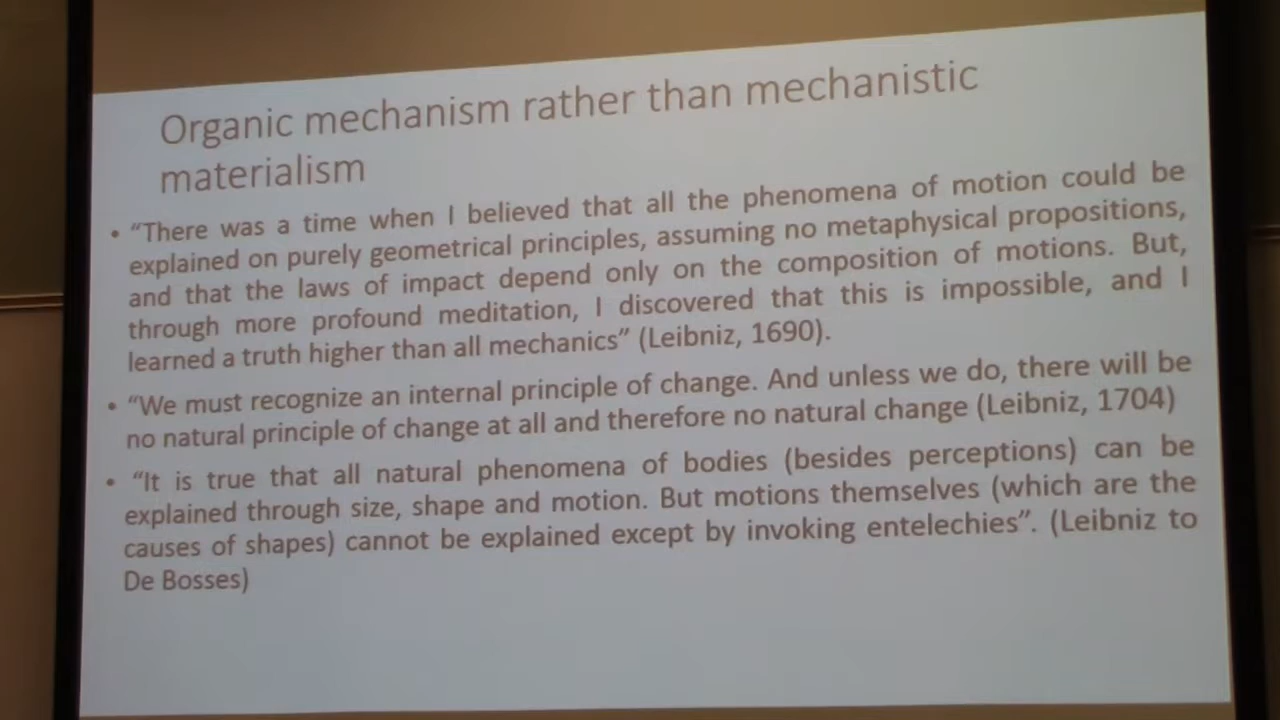 Organic mechanism rather than mechanistic
materialism
• “There was a time when I believed that all the phenomena of motion could be
explained on purely geometrical principles, assuming no metaphysical propositions,
and that the laws of impact depend only on the composition of motions. But,
through more profound meditation, I discovered that this is impossible, and I
learned a truth higher than all mechanics” (Leibniz, 1690).
• “We must recognize an internal principle of change. And unless we do, there will be
no natural principle of change at all and therefore no natural change (Leibniz, 1704)
• “It is true that all natural phenomena of bodies (besides perceptions) can be
explained through size, shape and motion. But motions themselves (which are the
causes of shapes) cannot be explained except by invoking entelechies”. (Leibniz to
De Bosses)